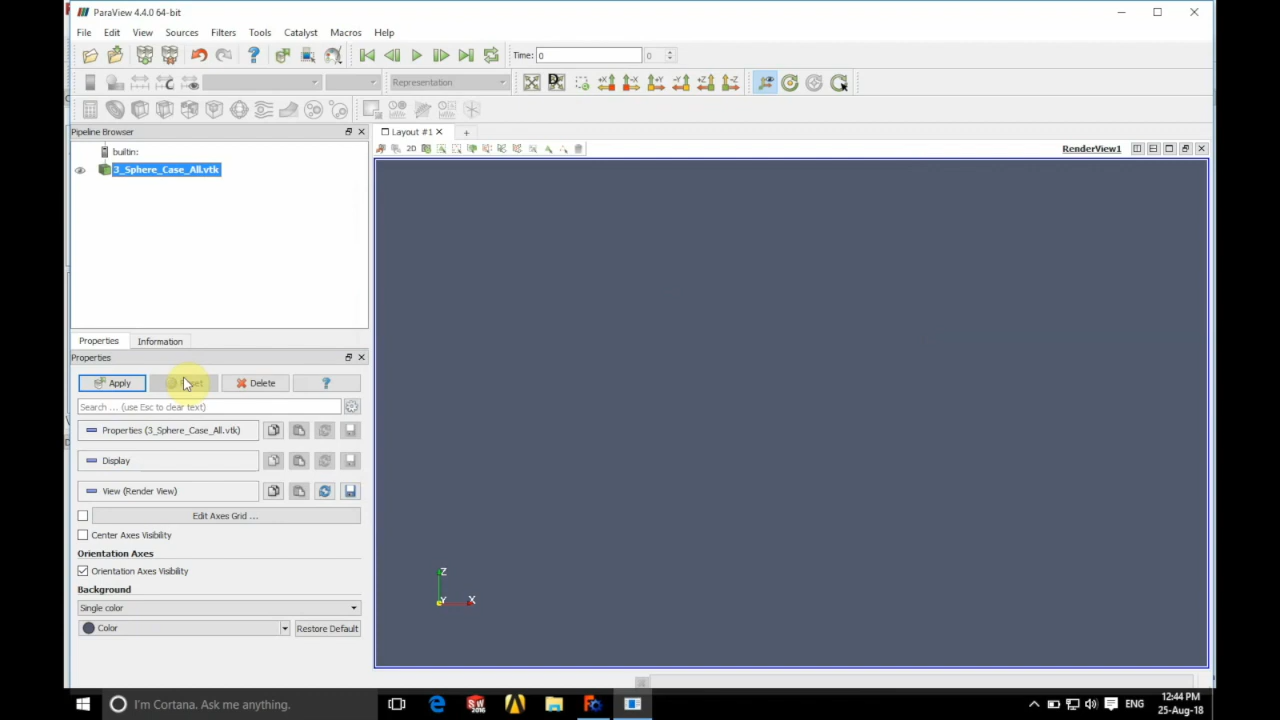 ParaView 4.4.0 64-bit
File Edit View Sources Filters Tools Catalyst Macros Help
Time: 0 0
Representation
Pipeline Browser
Layout #1
builtin:
2D
RenderView1
3_Sphere_Case_All.vtk
Properties Information
Properties
Apply Delete
Search ... (use Esc to clear text)
Properties (3_Sphere_Case_All.vtk)
Display
View (Render View)
Edit Axes Grid ...
Center Axes Visibility
Orientation Axes
Orientation Axes Visibility
Background
Single color
Color Restore Default
Z
Y X
I'm Cortana. Ask me anything.
ENG
12:44 PM
25-Aug-18